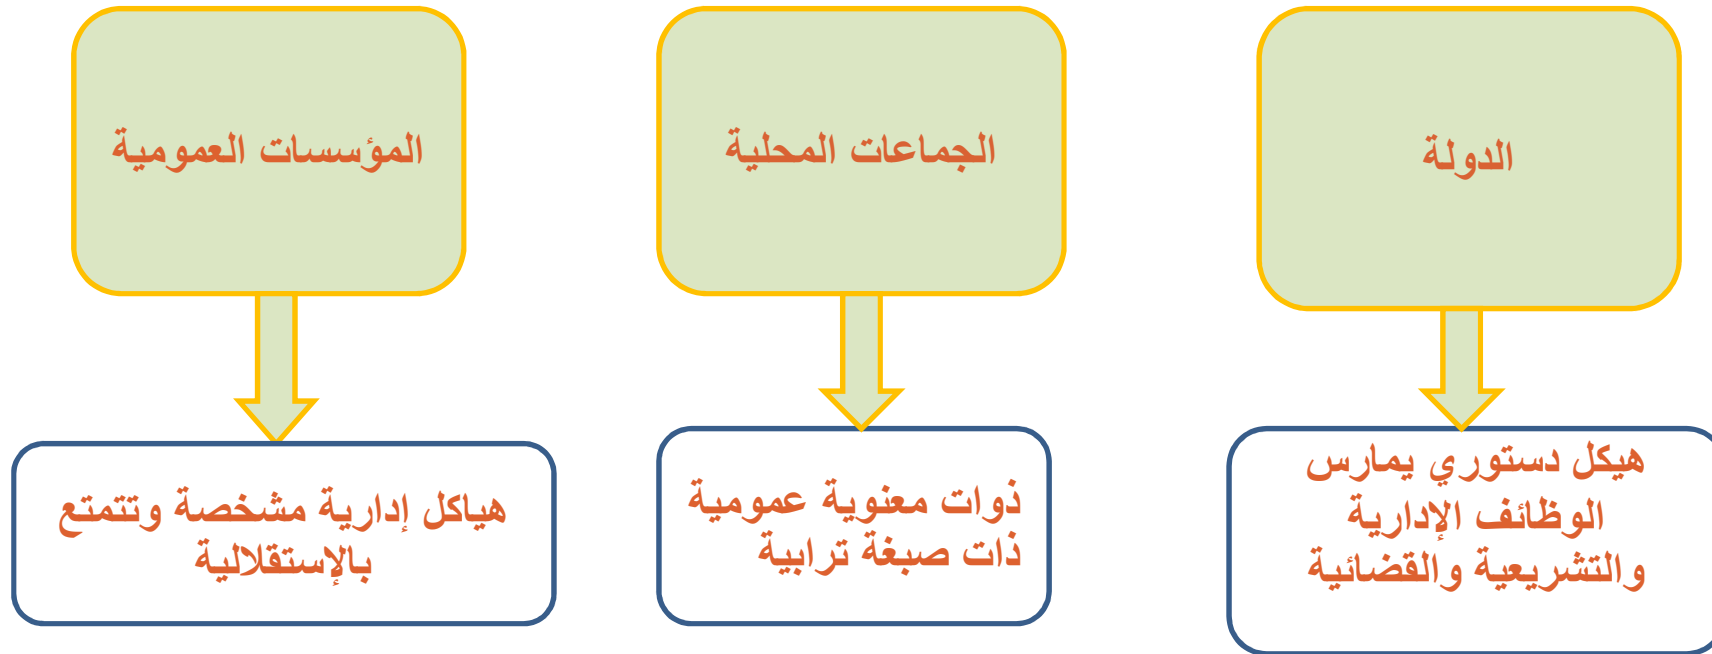 الدولة
هيكل دستوري يمارس
الوظائف الإدارية
والتشريعية والقضائية
الجماعات المحلية
ذوات معنوية عمومية
ذات صبغة ترابية
المؤسسات العمومية
هياكل إدارية مشخصة وتتمتع
بالإستقلالية